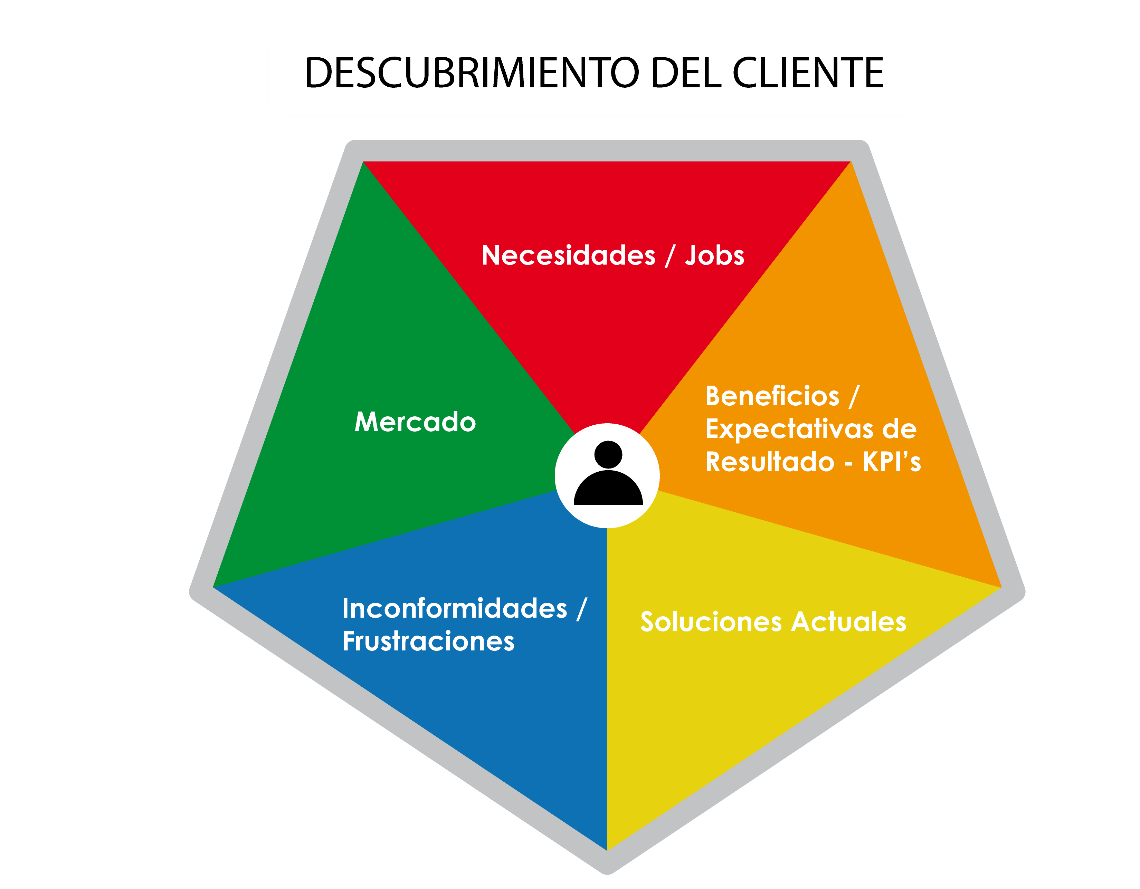 DESCUBRIMIENTO DEL CLIENTE
Necesidades / Jobs
Beneficios /
Expectativas de
Resultado - KPI’s
Mercado
Inconformidades /
Frustraciones
Soluciones Actuales